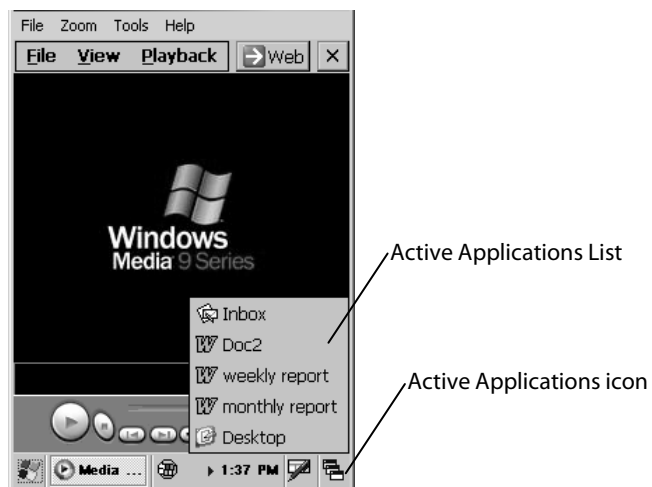 File Zoom Tools Help
File View Playback Web
Windows
Media 9 Series
Active Applications List
Inbox
Doc2
weekly report
Active Applications icon
monthly report
Desktop
Media ... 1:37 PM